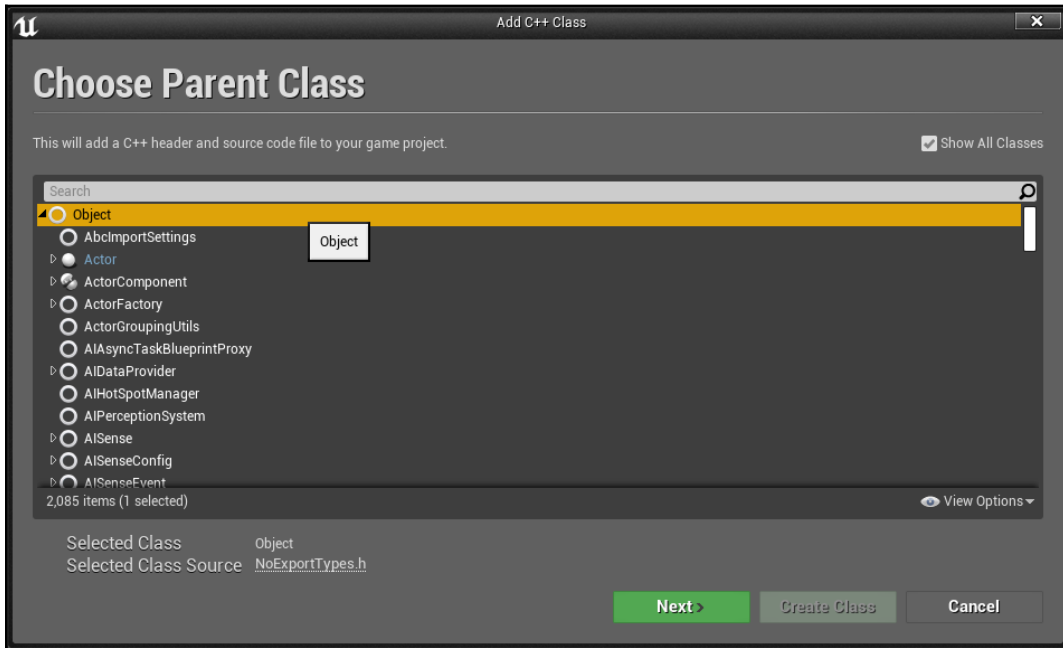 Add C++ Class
Choose Parent Class
This will add a C++ header and source code file to your game project.
Show All Classes
Search
Object
AbcImportSettings
Object
Actor
ActorComponent
ActorFactory
ActorGroupingUtils
AIAsyncTaskBlueprintProxy
AIDataProvider
AIHotSpotManager
AIPerceptionSystem
AISense
AISenseConfig
AISenseEvent
2,085 items (1 selected)
View Options
Selected Class Object
Selected Class Source NoExportTypes.h
Next
Create Class
Cancel